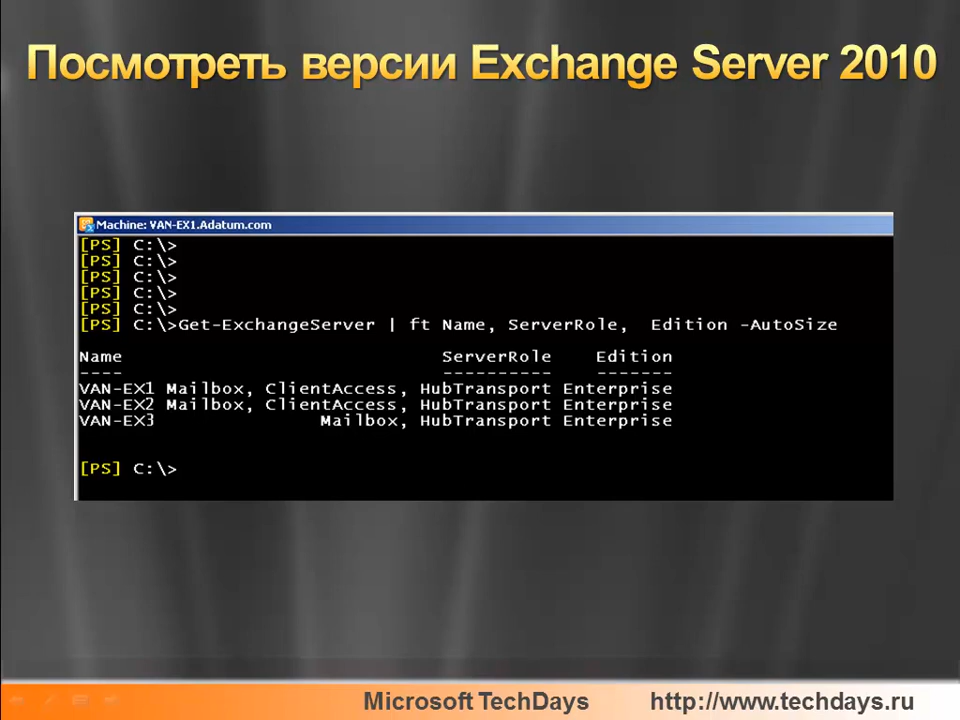 Посмотреть версии Exchange Server 2010
Machine: VAN-EX1.Adatum.com
[PS] C:\>
[PS] C:\>
[PS] C:\>
[PS] C:\>
[PS] C:\>
[PS] C:\>Get-ExchangeServer | ft Name, ServerRole,  Edition -AutoSize
Name                             ServerRole    Edition
----                             ----------    -------
VAN-EX1 Mailbox, ClientAccess, HubTransport Enterprise
VAN-EX2 Mailbox, ClientAccess, HubTransport Enterprise
VAN-EX3               Mailbox, HubTransport Enterprise
[PS] C:\>
Microsoft TechDays http://www.techdays.ru